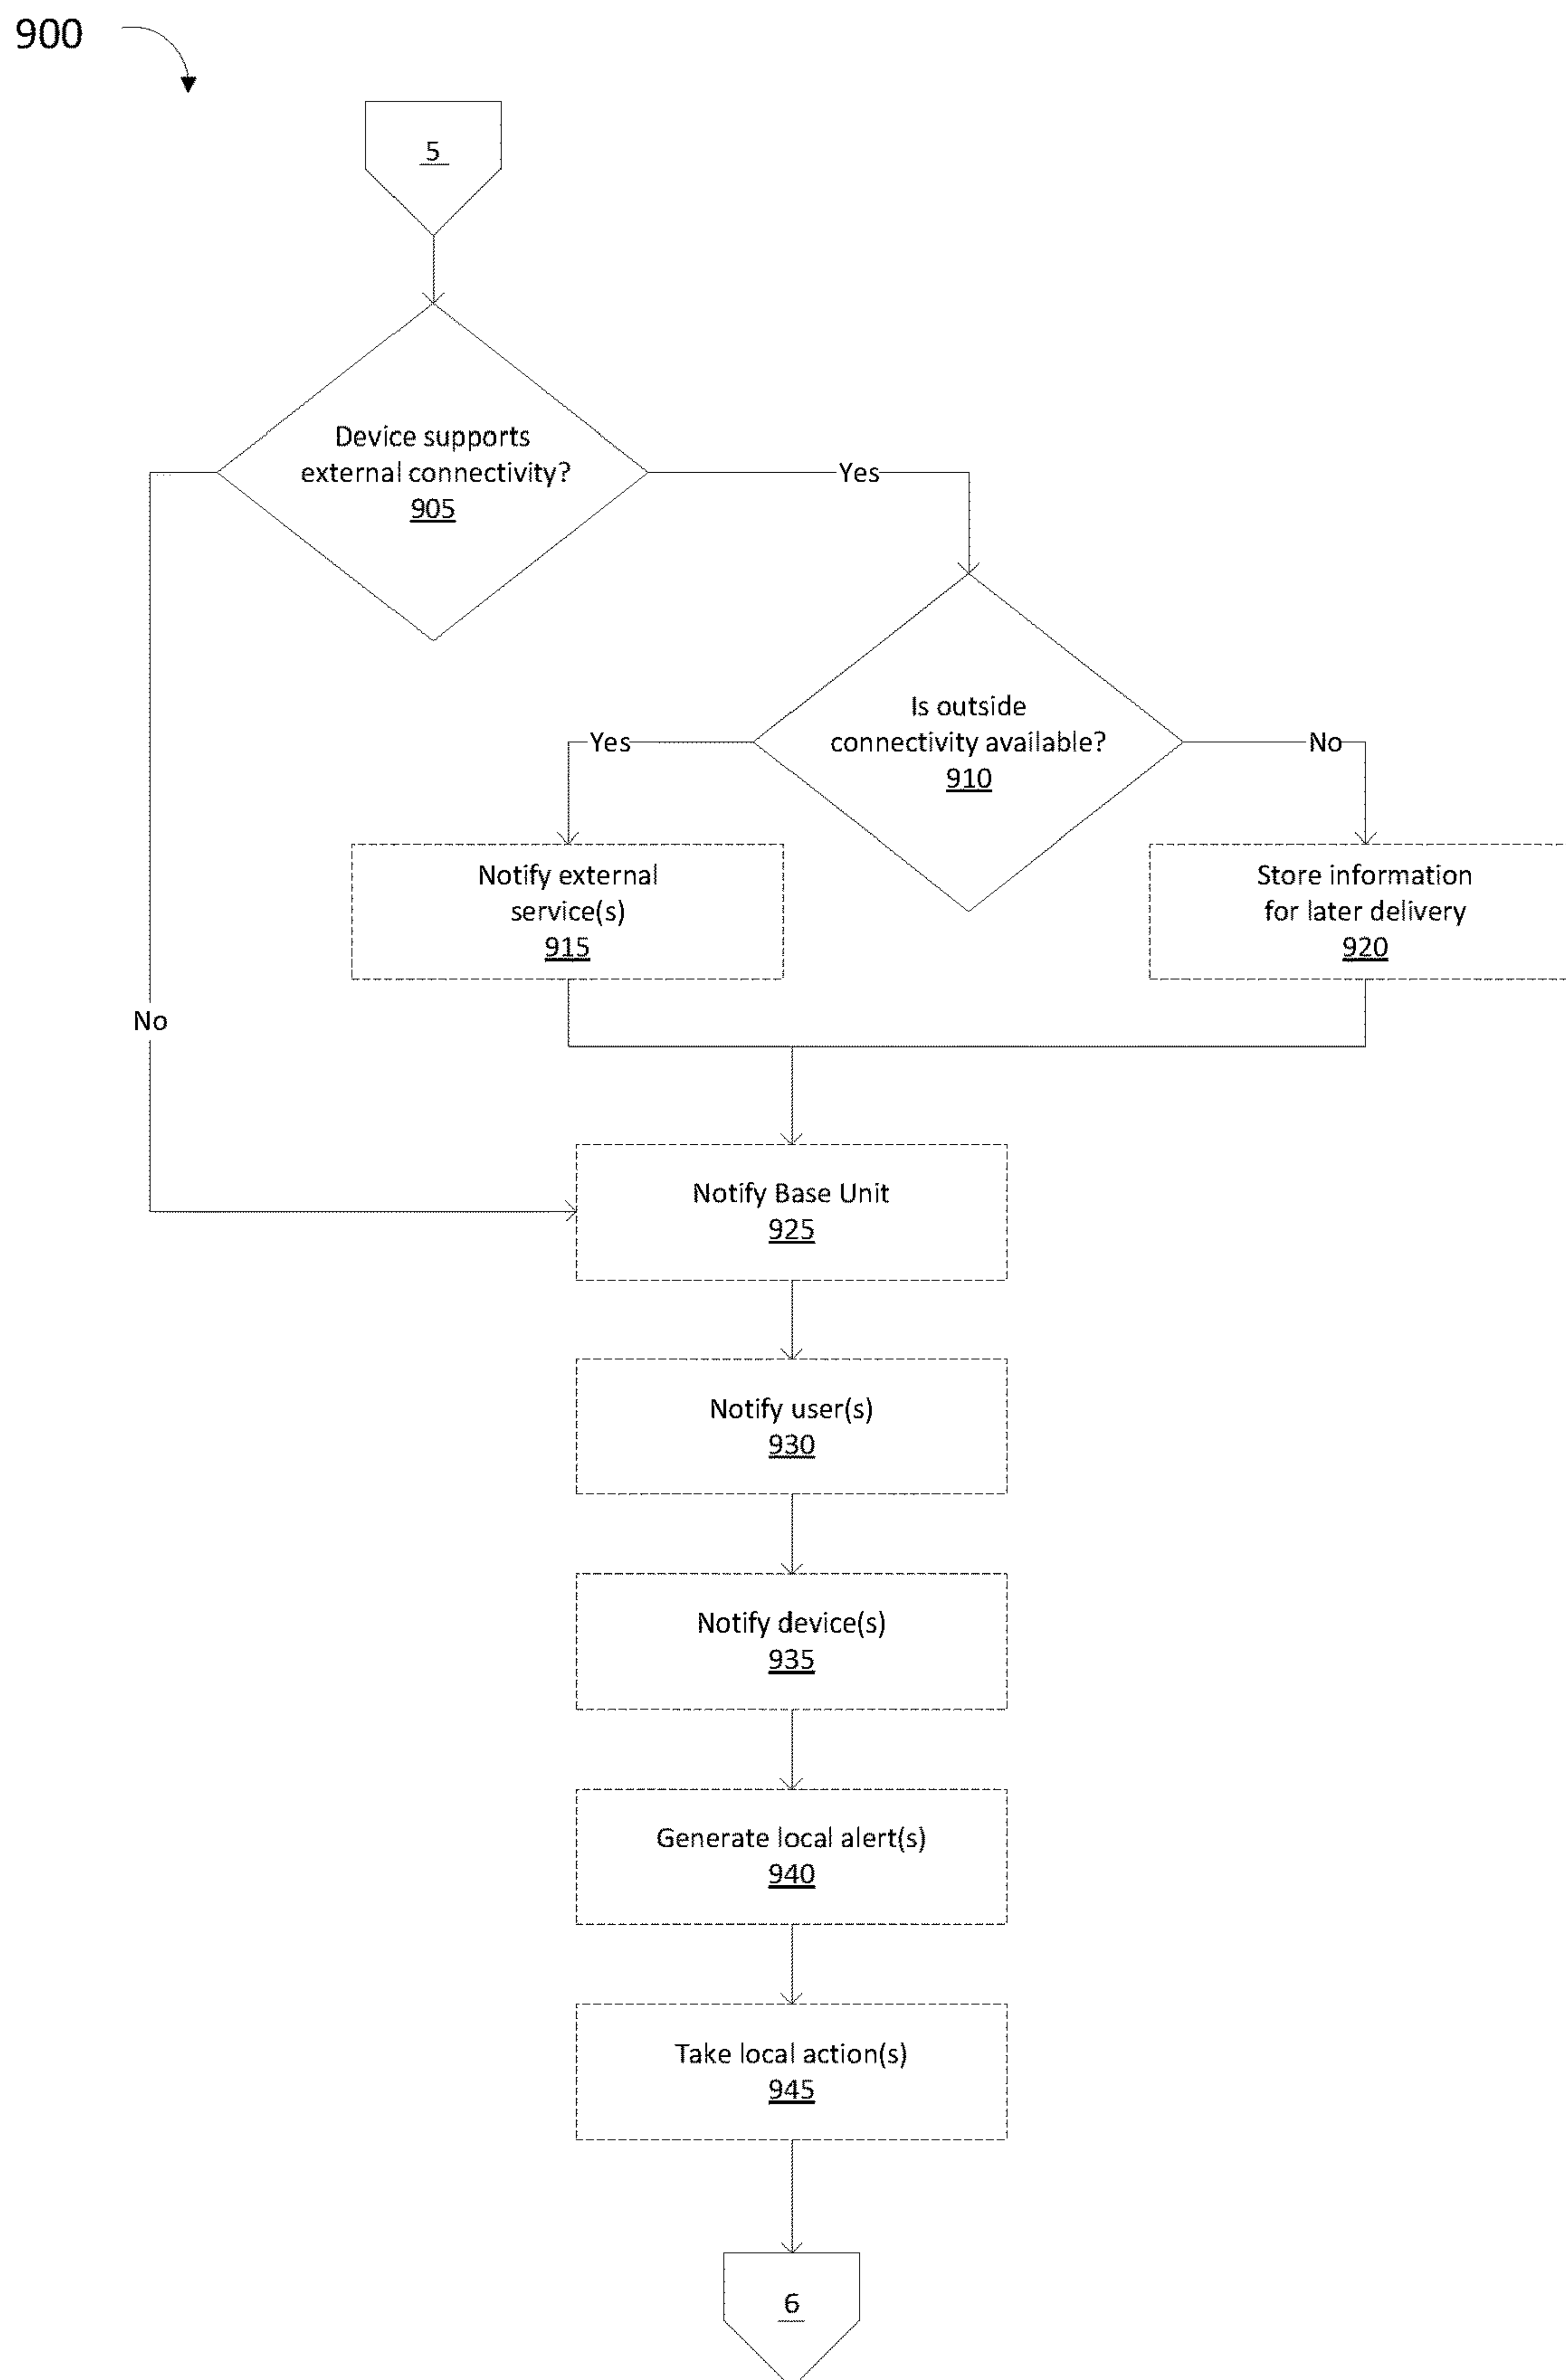 900
5
Device supports
external connectivity?
905
Yes
Is outside
connectivity available?
910
Yes
No
Notify external
service(s)
915
Store information
for later delivery
920
No
Notify Base Unit
925
Notify user(s)
930
Notify device(s)
935
Generate local alert(s)
940
Take local action(s)
945
6